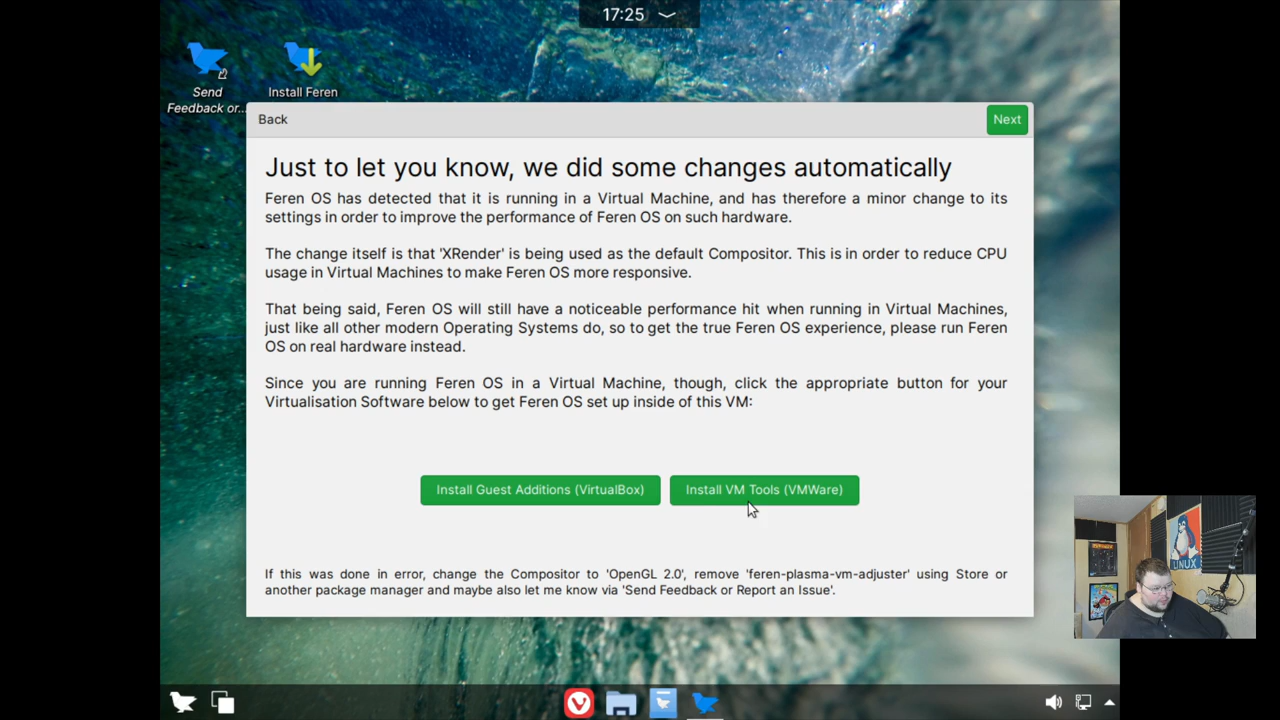 17:25
Send
Feedback or...
Install Feren
Back
Next
Just to let you know, we did some changes automatically
Feren OS has detected that it is running in a Virtual Machine, and has therefore a minor change to its
settings in order to improve the performance of Feren OS on such hardware.
The change itself is that 'XRender' is being used as the default Compositor. This is in order to reduce CPU
usage in Virtual Machines to make Feren OS more responsive.
That being said, Feren OS will still have a noticeable performance hit when running in Virtual Machines,
just like all other modern Operating Systems do, so to get the true Feren OS experience, please run Feren
OS on real hardware instead.
Since you are running Feren OS in a Virtual Machine, though, click the appropriate button for your
Virtualisation Software below to get Feren OS set up inside of this VM:
Install Guest Additions (VirtualBox)
Install VM Tools (VMWare)
If this was done in error, change the Compositor to 'OpenGL 2.0', remove 'feren-plasma-vm-adjuster' using Store or
another package manager and maybe also let me know via 'Send Feedback or Report an Issue'.
LINUX